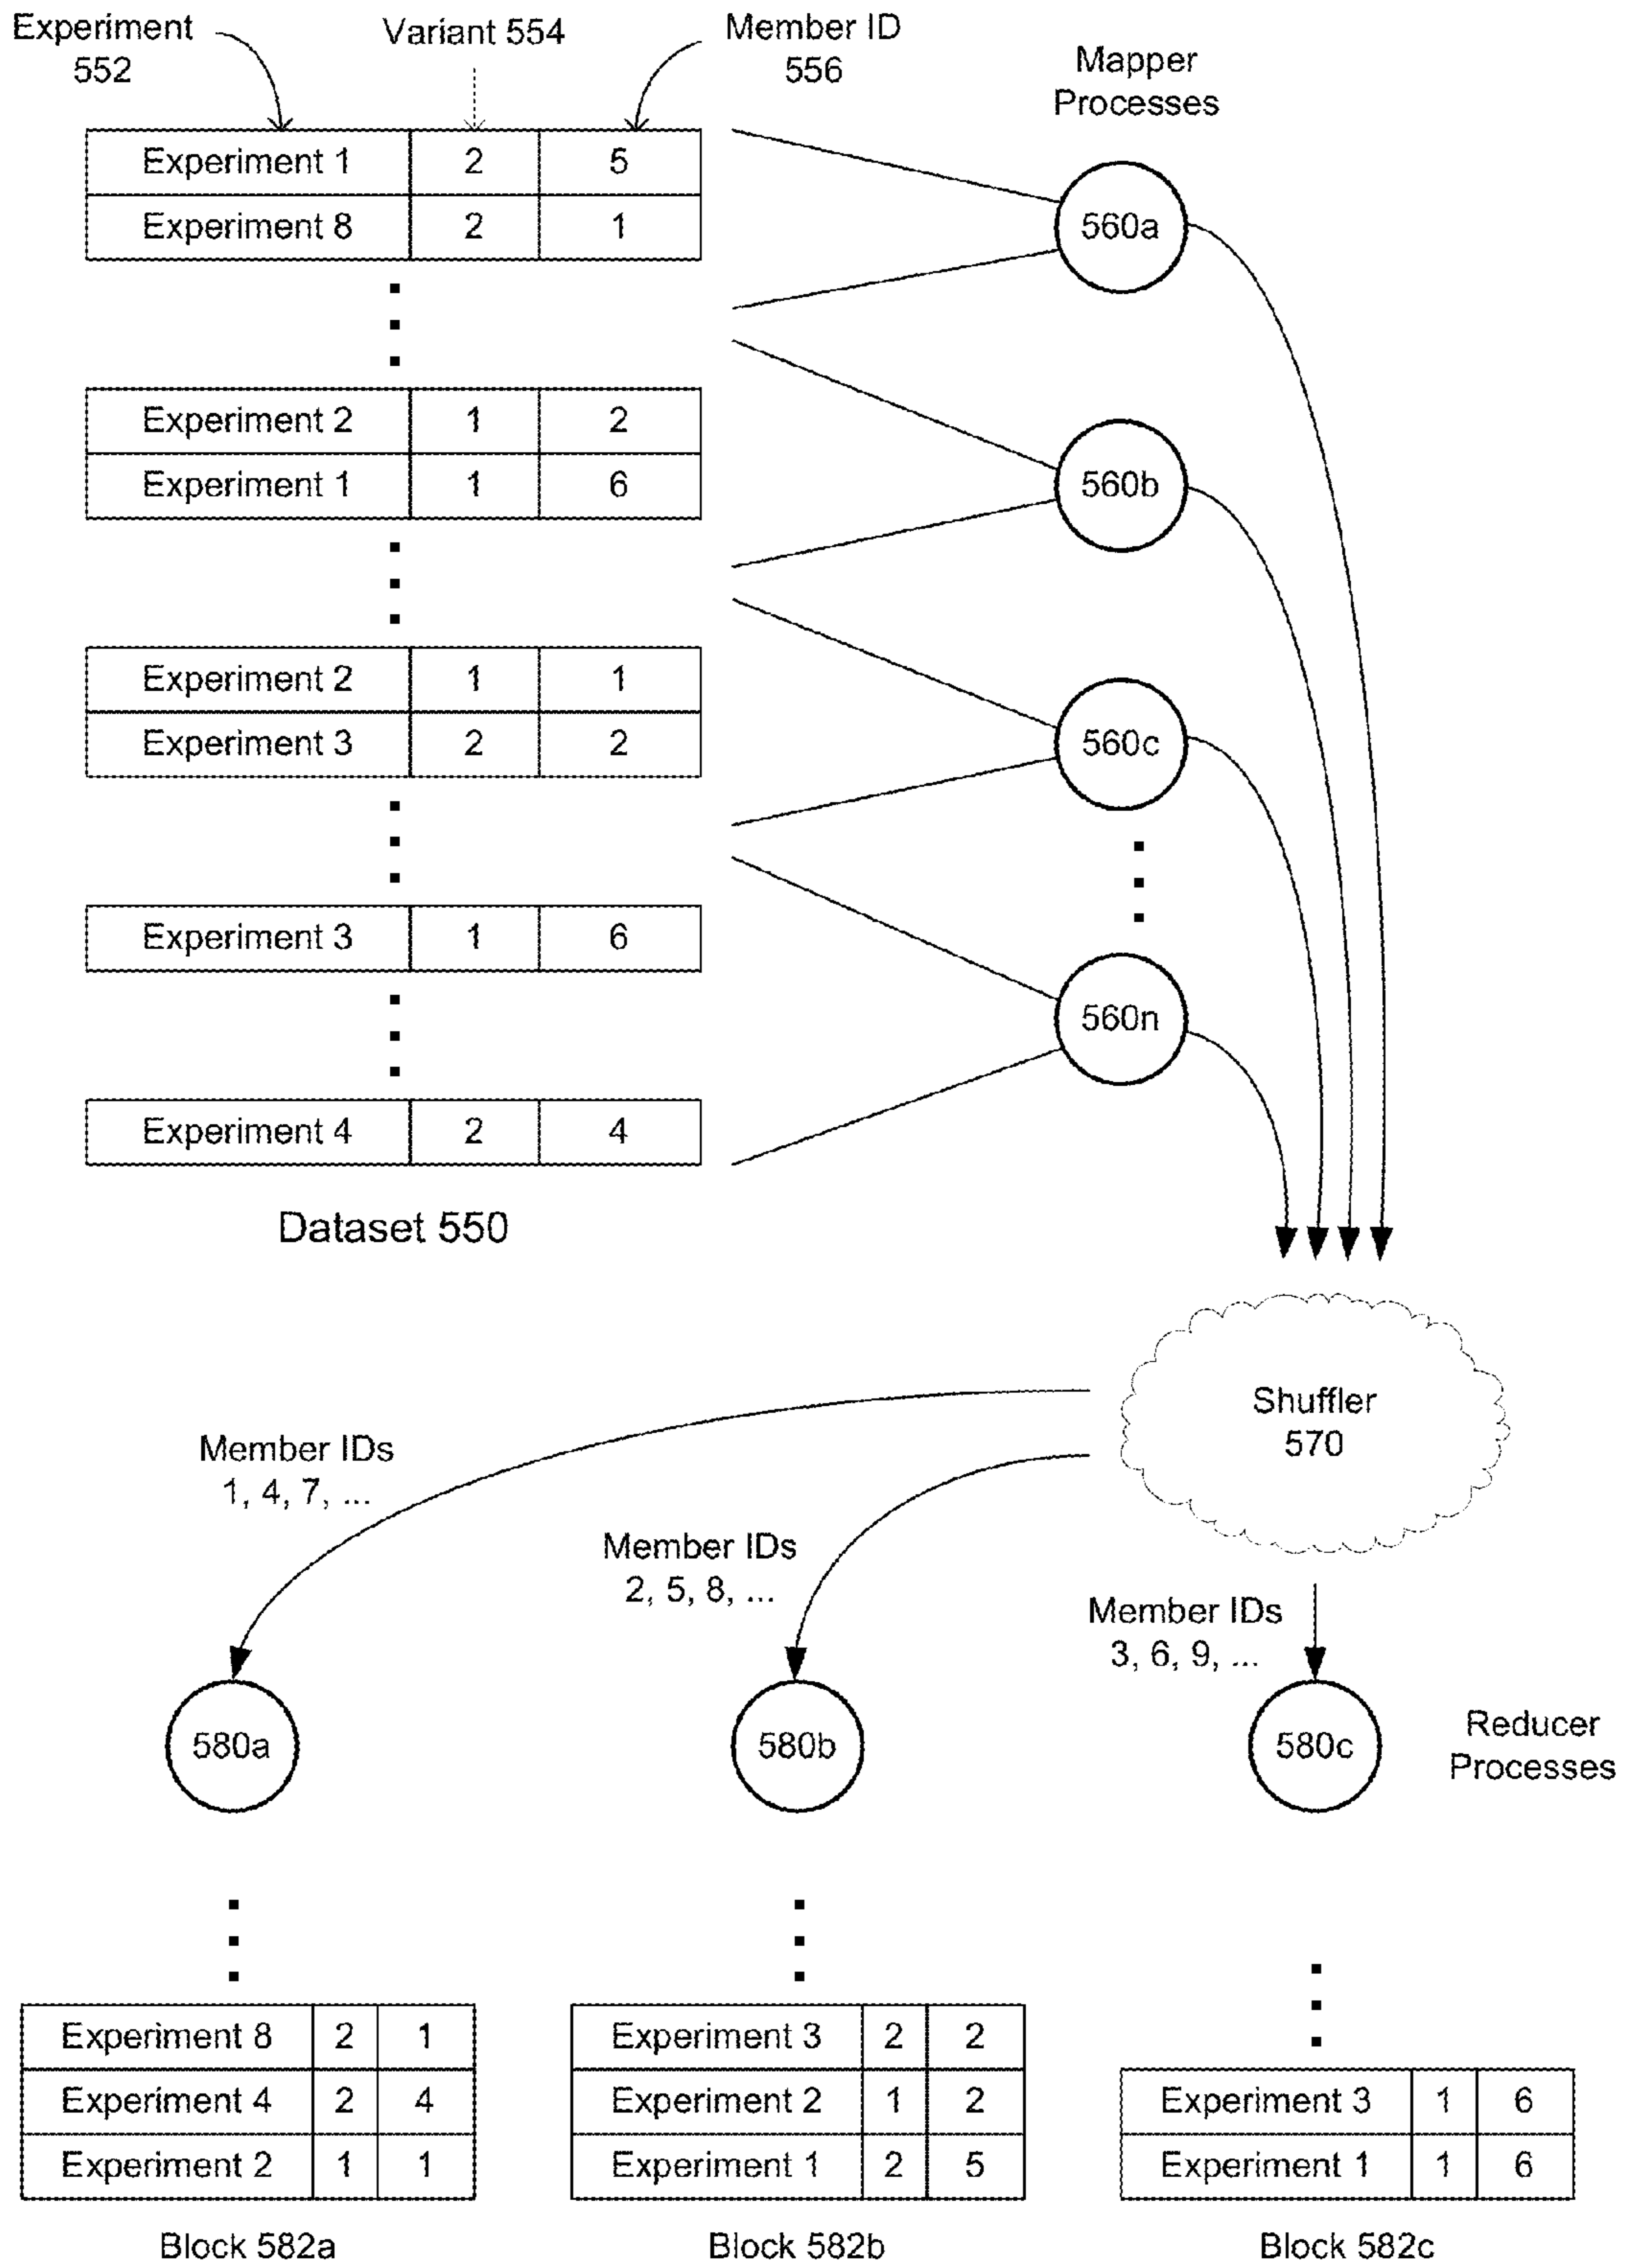 Experiment
552
Variant 554
Member ID
556
Mapper
Processes
Experiment 1 2 5
Experiment 8 2 1
560a
Experiment 2 1 2
Experiment 1 1 6
560b
Experiment 2 1 1
Experiment 3 2 2
560c
Experiment 3 1 6
560n
Experiment 4 2 4
Dataset 550
Shuffler
570
Member IDs
1, 4, 7, ...
Member IDs
2, 5, 8, ...
Member IDs
3, 6, 9, ...
580a
580b
580c
Reducer
Processes
Experiment 8 2 1
Experiment 4 2 4
Experiment 2 1 1
Block 582a
Experiment 3 2 2
Experiment 2 1 2
Experiment 1 2 5
Block 582b
Experiment 3 1 6
Experiment 1 1 6
Block 582c